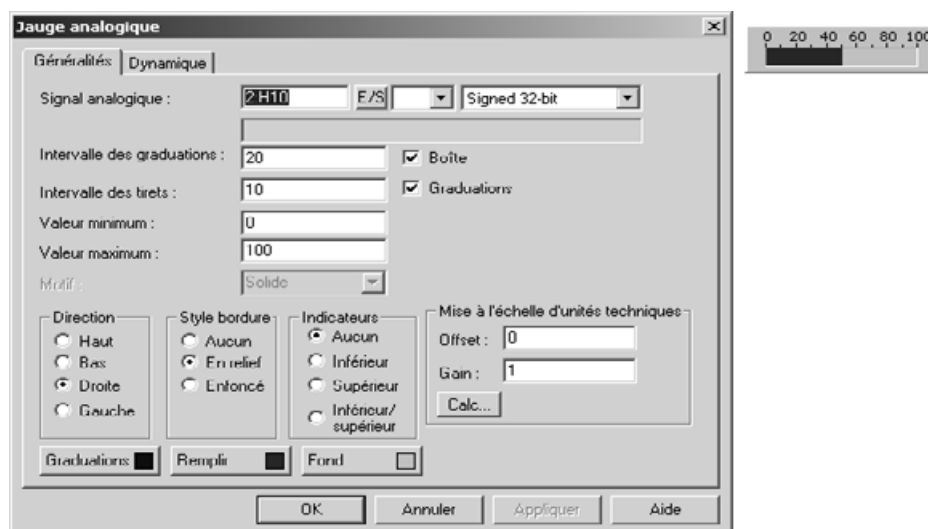 Jauge analogique
0 20 40 60 80 100
Généralités Dynamique
Signal analogique : 2:H10 E/S Signed 32-bit
Intervalle des graduations : 20 Boîte
Intervalle des tirets : 10 Graduations
Valeur minimum : 0
Valeur maximum : 100
Motif : Solide
Direction
Haut
Bas
Droite
Gauche
Style bordure
Aucun
En relief
Enfoncé
Indicateurs
Aucun
Inférieur
Supérieur
Inférieur/
supérieur
Mise à l'échelle d'unités techniques
Offset : 0
Gain : 1
Calc...
Graduations Remplir Fond
OK Annuler Appliquer Aide